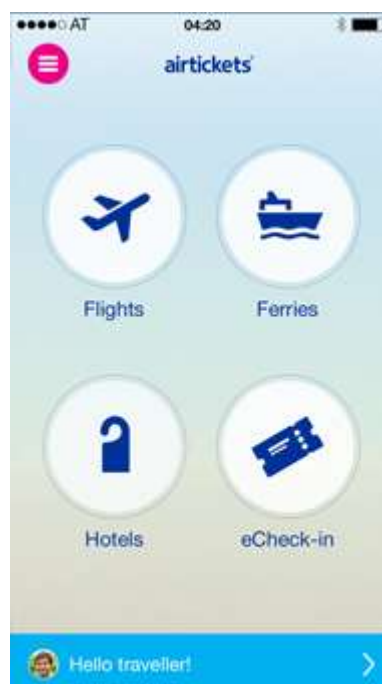 AT 04:20
airtickets
Flights Ferries
Hotels eCheck-in
Hello traveller!